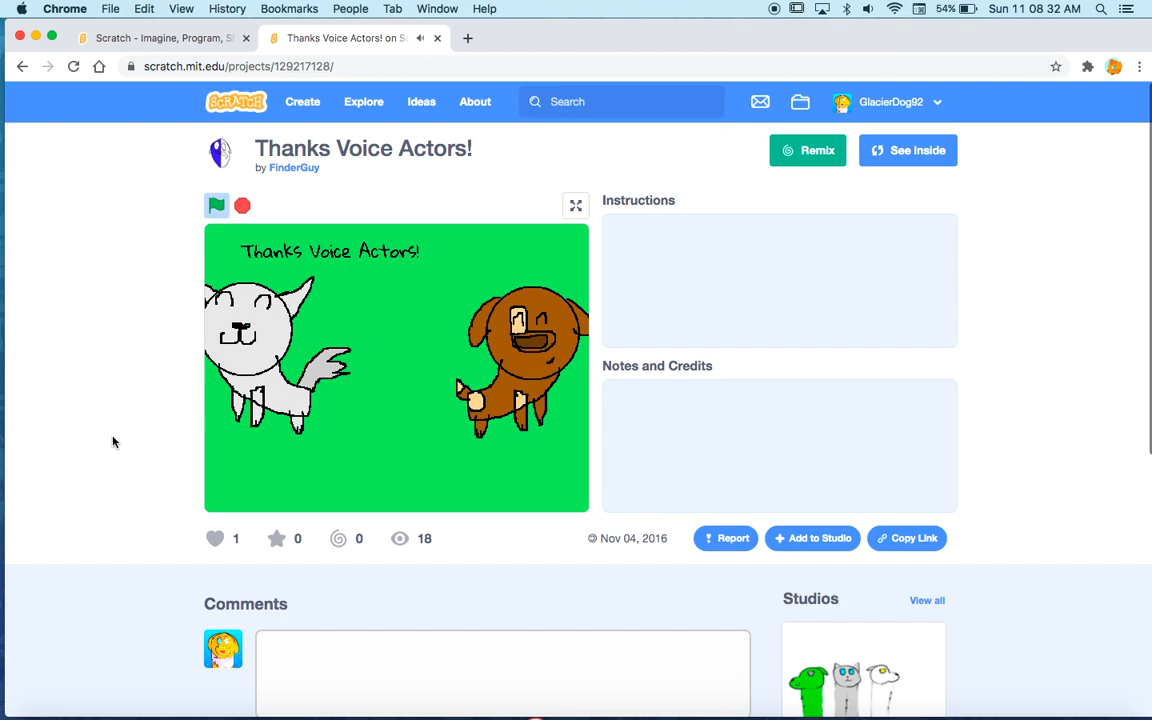 Chrome File Edit View History Bookmarks People Tab Window Help 54% Sun 11 08 32 AM
Scratch - Imagine, Program, S Thanks Voice Actors! on Sc
scratch.mit.edu/projects/129217128/
SCRATCH Create Explore Ideas About Search GlacierDog92
Thanks Voice Actors!
by FinderGuy
Remix See inside
Instructions
Thanks Voice Actors!
Notes and Credits
1 0 0 18 © Nov 04, 2016 Report Add to Studio Copy Link
Comments
Studios View all